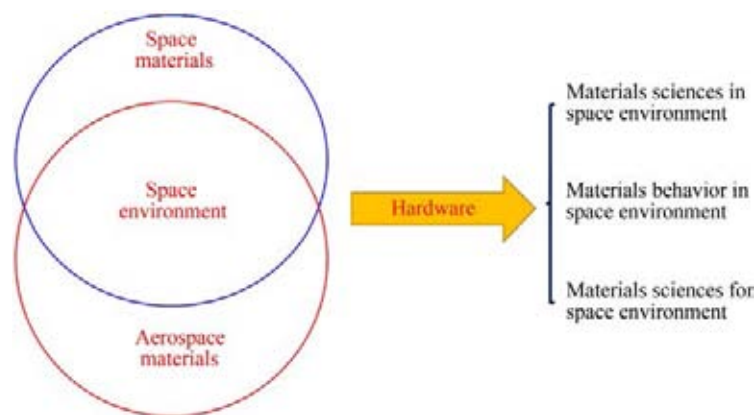 Space
materials
Space
environment
Aerospace
materials
Hardware
Materials sciences in
space environment
Materials behavior in
space environment
Materials sciences for
space environment